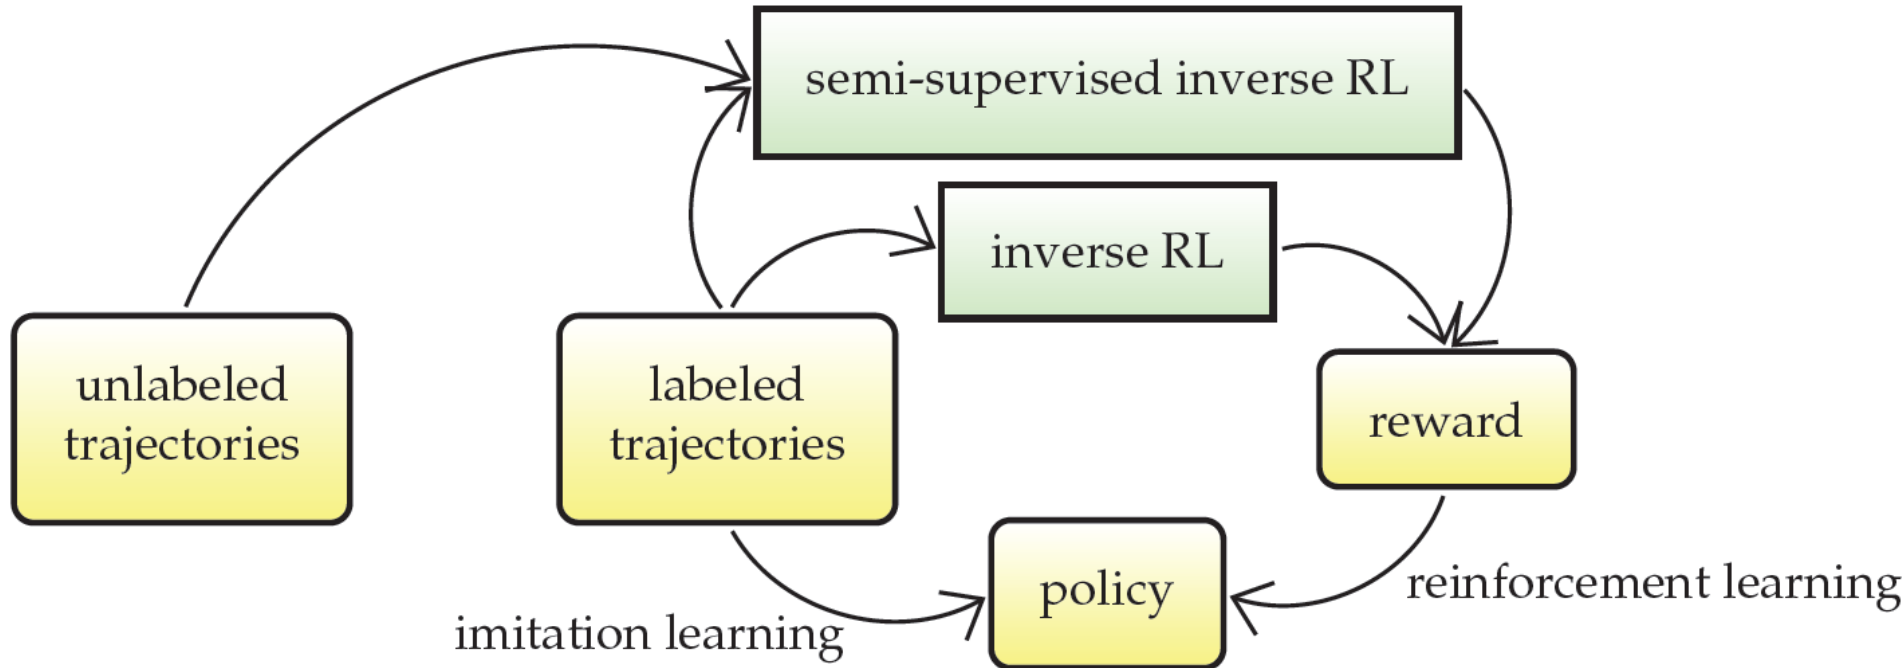 semi-supervised inverse RL
inverse RL
unlabeled
trajectories
labeled
trajectories
reward
policy
reinforcement learning
imitation learning